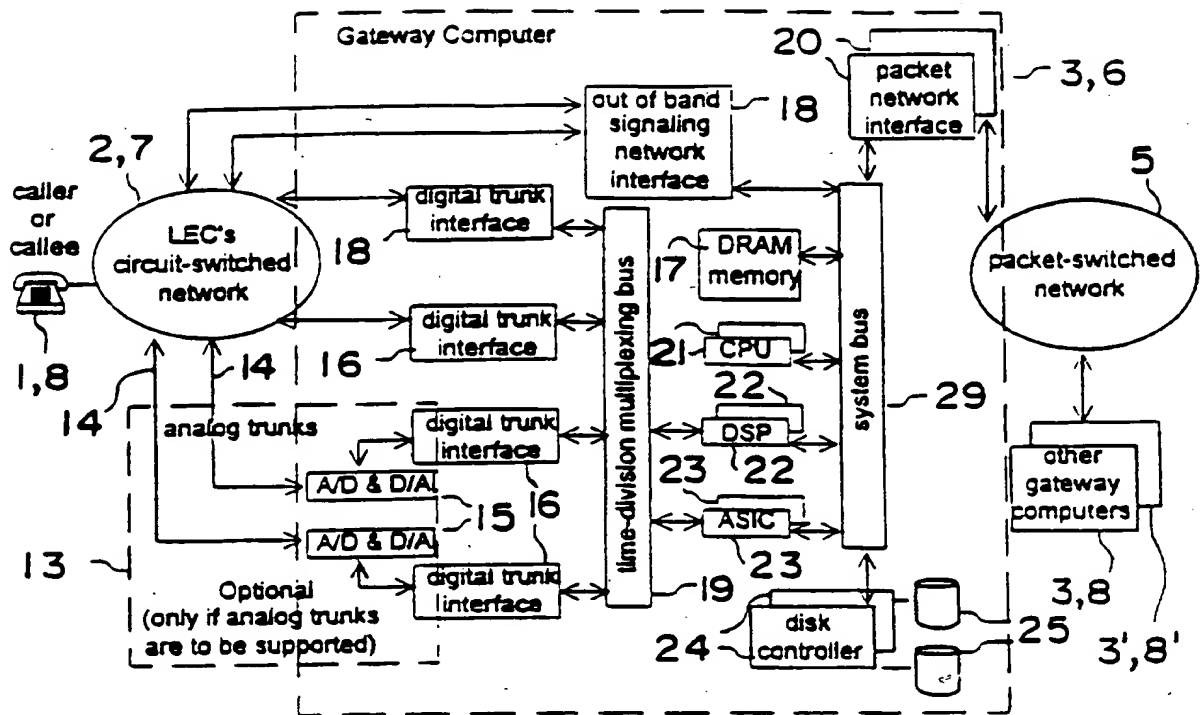 Gateway Computer
20
packet
network
interface
3,6
out of band
signaling
network
interface
18
2,7
caller
or
callee
LEC's
circuit-switched
network
1,8
digital trunk
interface
18
digital trunk
interface
16
14
14
analog trunks
digital trunk
interface
16
A/D & D/A
A/D & D/A
15
13
digital trunk
interface
Optional
(only if analog trunks
are to be supported)
time-division multiplexing bus
19
17
DRAM
memory
21
CPU
22
DSP
22
23
ASIC
23
system bus
29
24
disk
controller
25
5
packet-switched
network
other
gateway
computers
3,8
3',8'